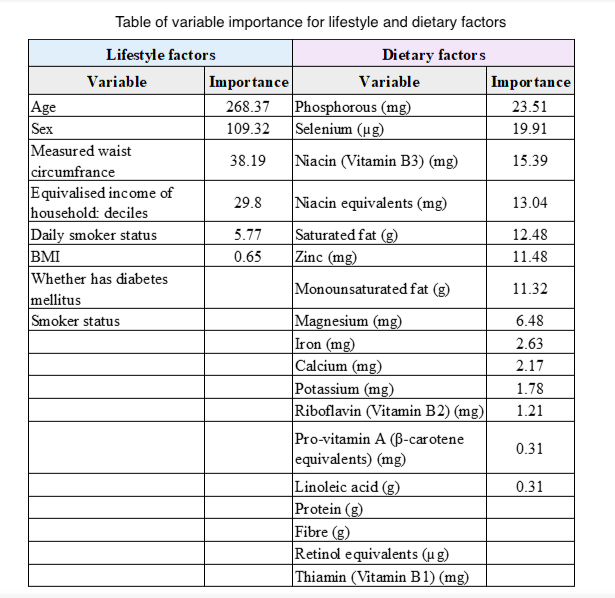 Table of variable importance for lifestyle and dietary factors
Lifestyle factors Dietary factors
Variable Importance Variable Importance
Age 268.37 Phosphorous (mg) 23.51
Sex 109.32 Selenium (µg) 19.91
Measured waist
circumfrance 38.19 Niacin (Vitamin B3) (mg) 15.39
Equivalised income of
household: deciles 29.8 Niacin equivalents (mg) 13.04
Daily smoker status 5.77 Saturated fat (g) 12.48
BMI 0.65 Zinc (mg) 11.48
Whether has diabetes
mellitus Monounsaturated fat (g) 11.32
Smoker status Magnesium (mg) 6.48
Iron (mg) 2.63
Calcium (mg) 2.17
Potassium (mg) 1.78
Riboflavin (Vitamin B2) (mg) 1.21
Pro-vitamin A (β-carotene
equivalents) (mg) 0.31
Linoleic acid (g) 0.31
Protein (g)
Fibre (g)
Retinol equivalents (µg)
Thiamin (Vitamin B1) (mg)